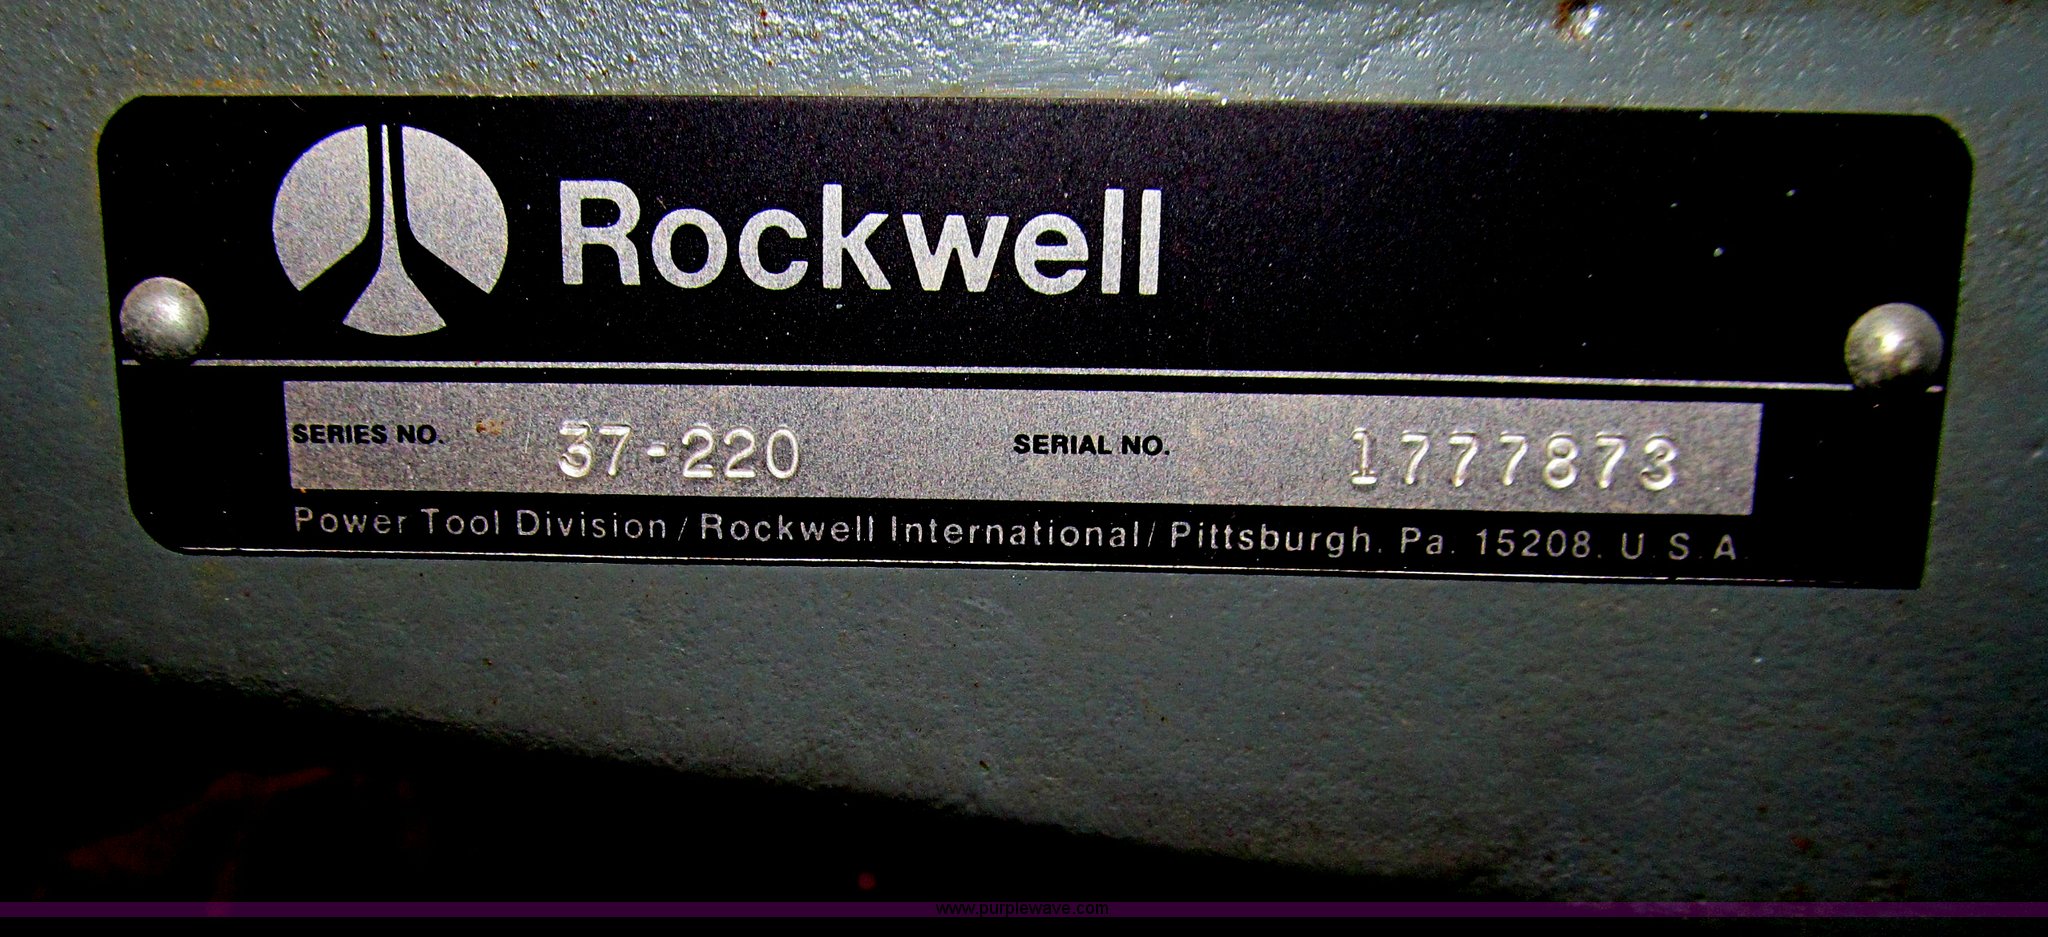 Rockwell
SERIES NO. 37-220 SERIAL NO. 1777873
Power Tool Division / Rockwell International / Pittsburgh, Pa. 15208. U.S.A.
www.purplewave.com